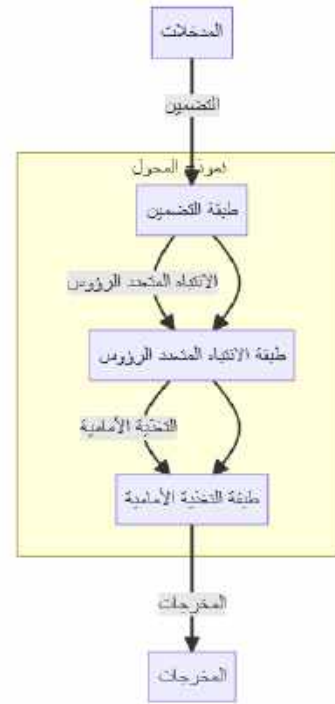 المدخلات
التضمين
نموذج المحول
طبقة التضمين
الانتباه المتعدد الرؤوس
طبقة الانتباه المتعدد الرؤوس
التغذية الأمامية
طبقة التغذية الأمامية
المخرجات
المخرجات